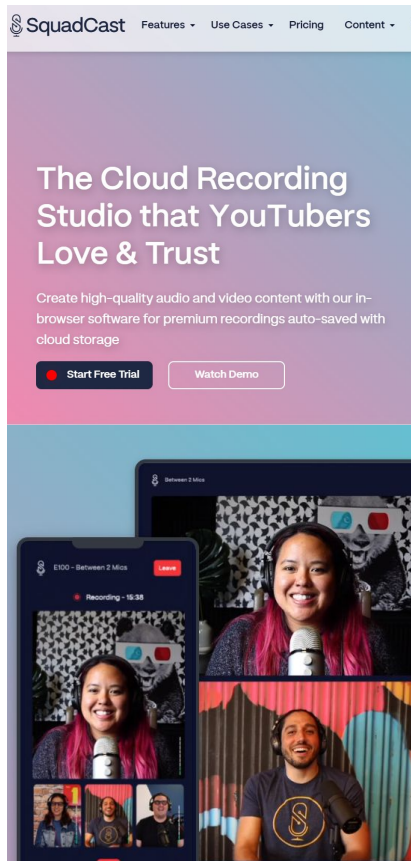 SquadCast Features Use Cases Pricing Content
The Cloud Recording
Studio that YouTubers
Love & Trust
Create high-quality audio and video content with our in-
browser software for premium recordings auto-saved with
cloud storage
Start Free Trial Watch Demo
Between 2 Mics
E100 - Between 2 Mics Leave
Recording - 15:38